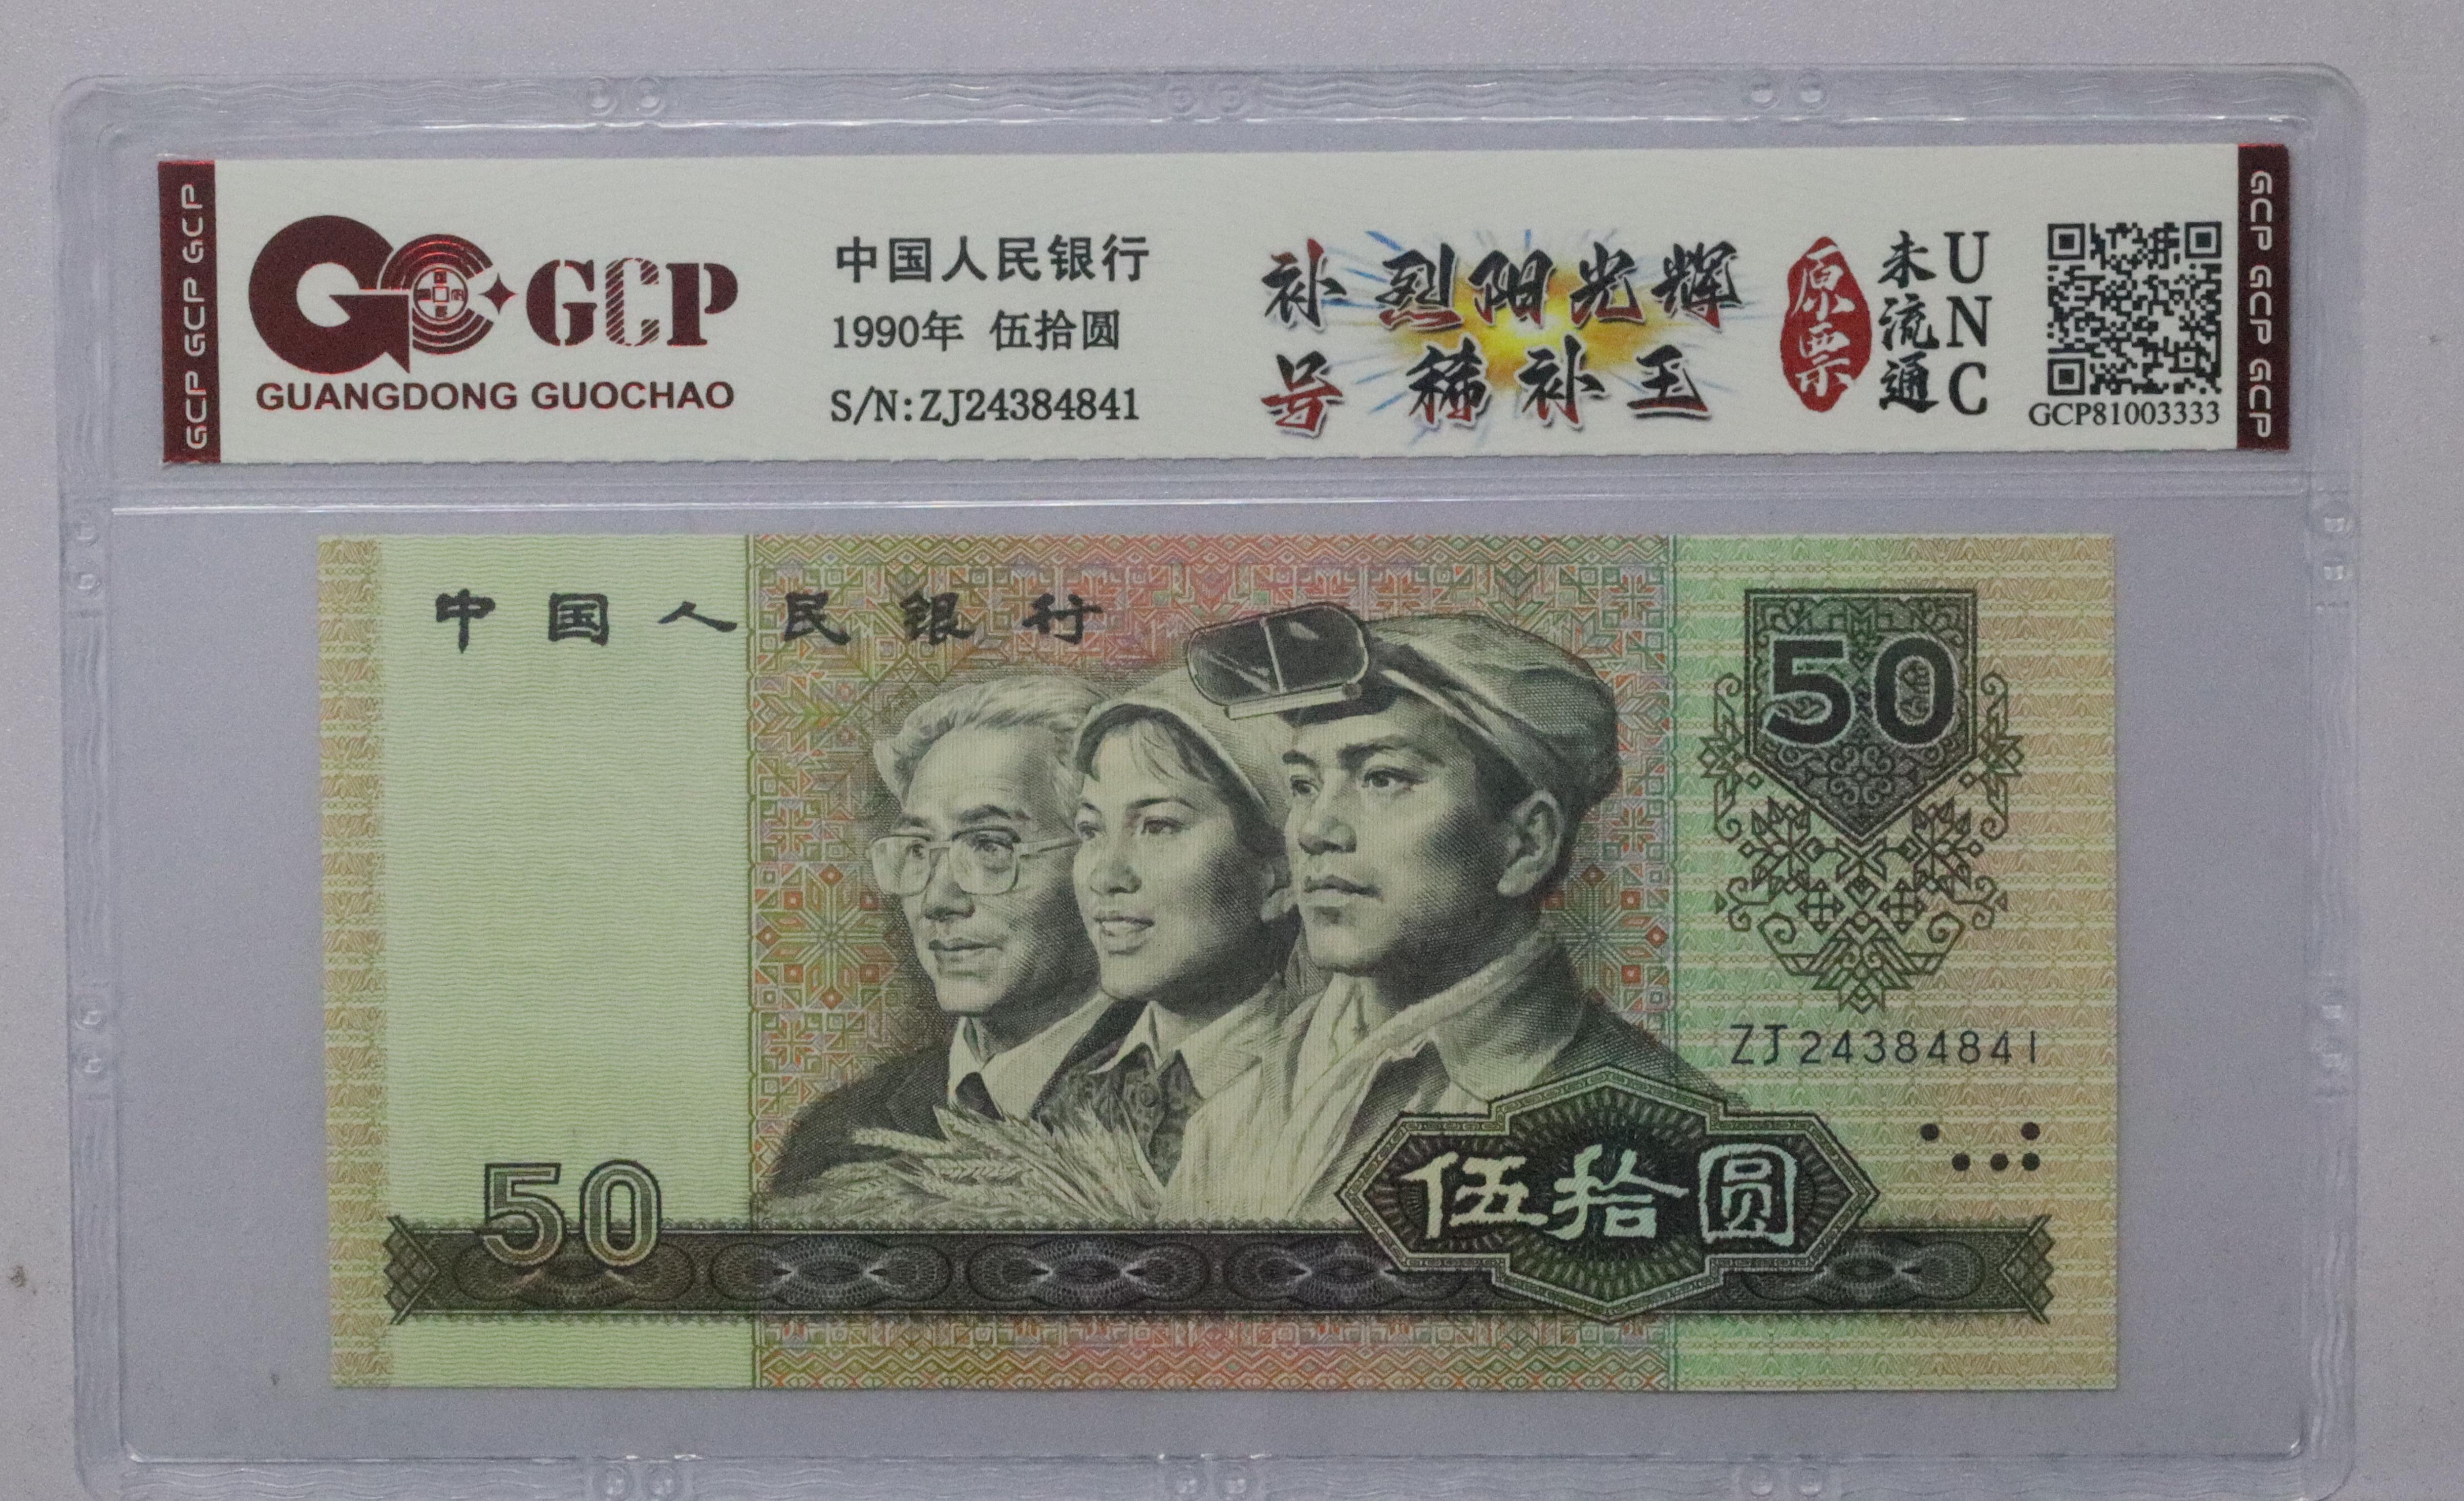 GCP GCP GCP
GCP
GUANGDONG GUOCHAO
中国人民银行
1990年 伍拾圆
S/N:ZJ24384841
补号
烈阳光辉
稀补王
原票
未流通
UNC
GCP81003333
GCP GCP GCP
中国人民银行
50
ZJ24384841
50
伍拾圆